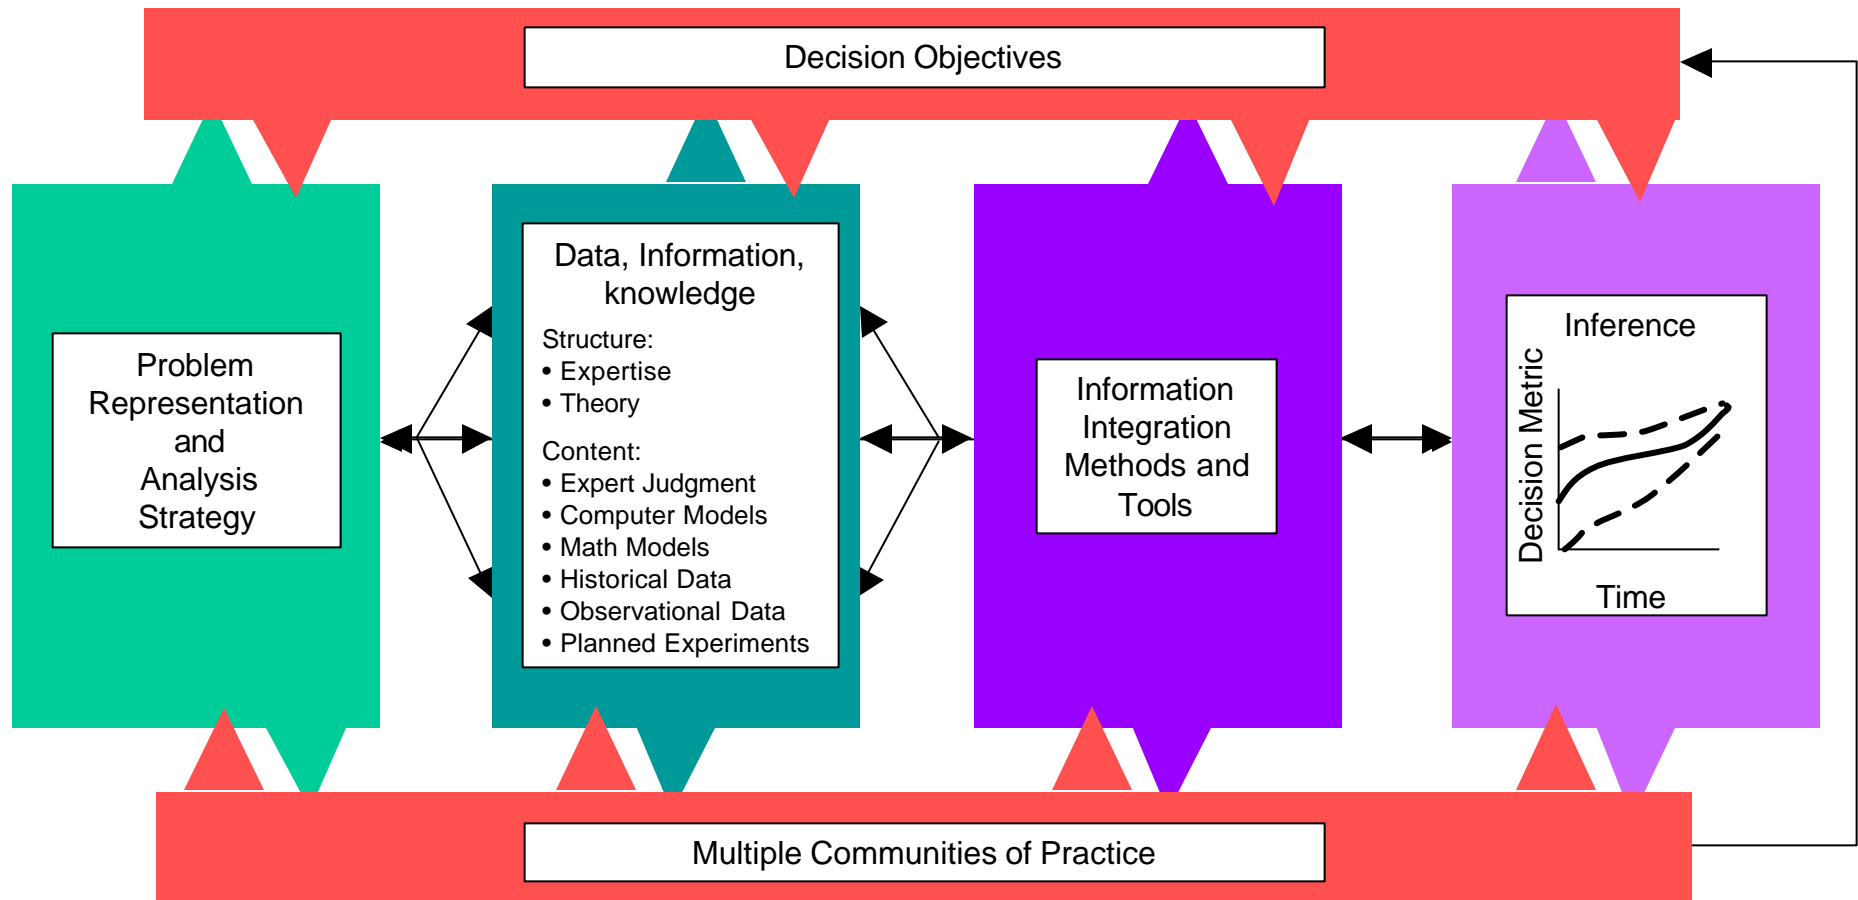 Decision Objectives
Problem
Representation
and
Analysis
Strategy
Data, Information,
knowledge
Structure:
• Expertise
• Theory
Content:
• Expert Judgment
• Computer Models
• Math Models
• Historical Data
• Observational Data
• Planned Experiments
Information
Integration
Methods and
Tools
Inference
Decision Metric
Time
Multiple Communities of Practice